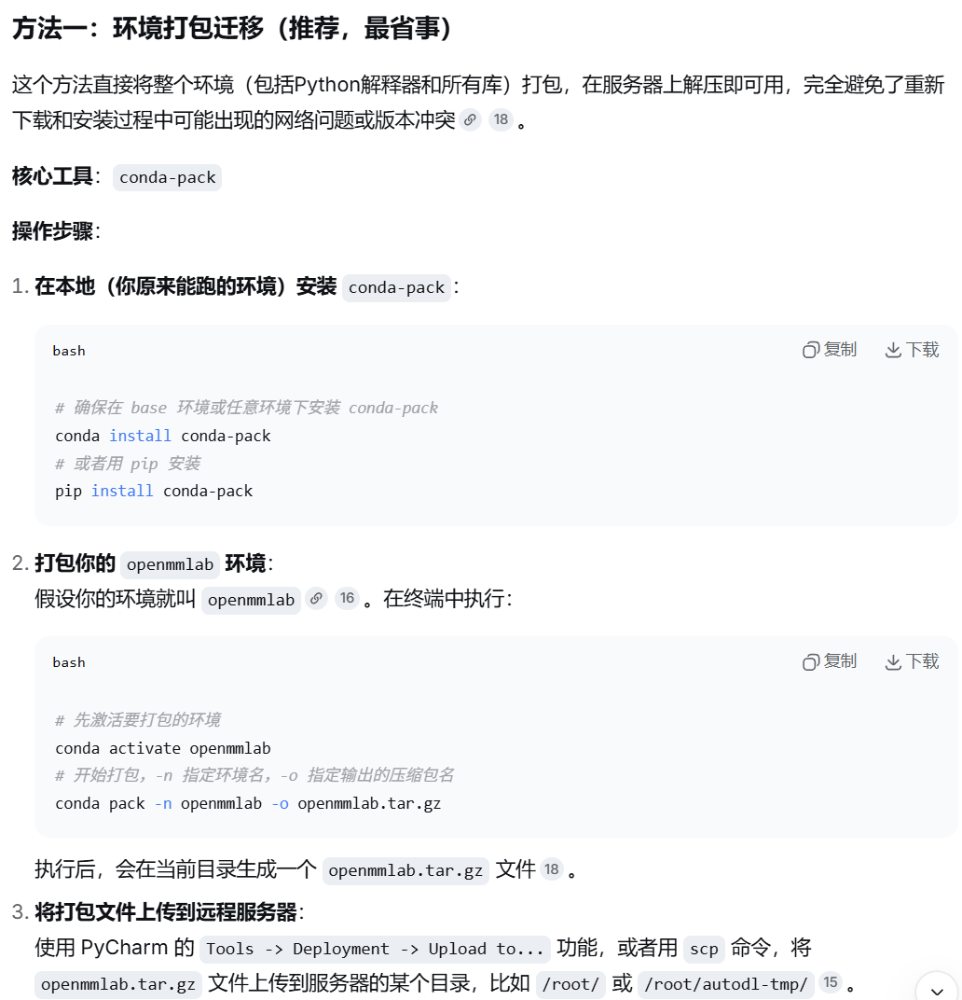 方法一：环境打包迁移（推荐，最省事）
这个方法直接将整个环境（包括Python解释器和所有库）打包，在服务器上解压即可用，完全避免了重新
下载和安装过程中可能出现的网络问题或版本冲突 18 。
核心工具： conda-pack
操作步骤：
1. 在本地（你原来能跑的环境）安装 conda-pack ：
bash 复制 下载
# 确保在 base 环境或任意环境下安装 conda-pack
conda install conda-pack
# 或者用 pip 安装
pip install conda-pack
2. 打包你的 openmmlab 环境：
假设你的环境就叫 openmmlab 16 。在终端中执行：
bash 复制 下载
# 先激活要打包的环境
conda activate openmmlab
# 开始打包，-n 指定环境名，-o 指定输出的压缩包名
conda pack -n openmmlab -o openmmlab.tar.gz
执行后，会在当前目录生成一个 openmmlab.tar.gz 文件 18 。
3. 将打包文件上传到远程服务器：
使用 PyCharm 的 Tools -> Deployment -> Upload to... 功能，或者用 scp 命令，将
openmmlab.tar.gz 文件上传到服务器的某个目录，比如 /root/ 或 /root/autodl-tmp/ 15 。